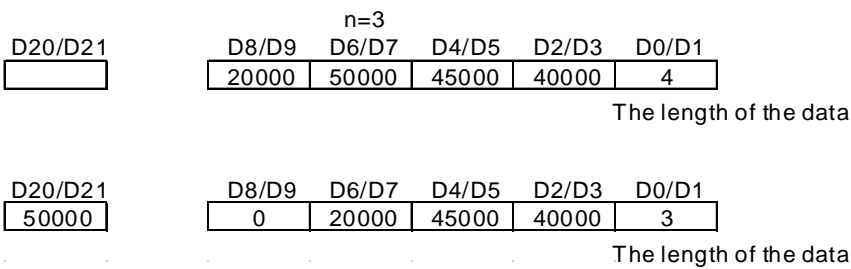 n=3
D20/D21 D8/D9 D6/D7 D4/D5 D2/D3 D0/D1
20000 50000 45000 40000 4
The length of the data
D20/D21 D8/D9 D6/D7 D4/D5 D2/D3 D0/D1
50000 0 20000 45000 40000 3
The length of the data